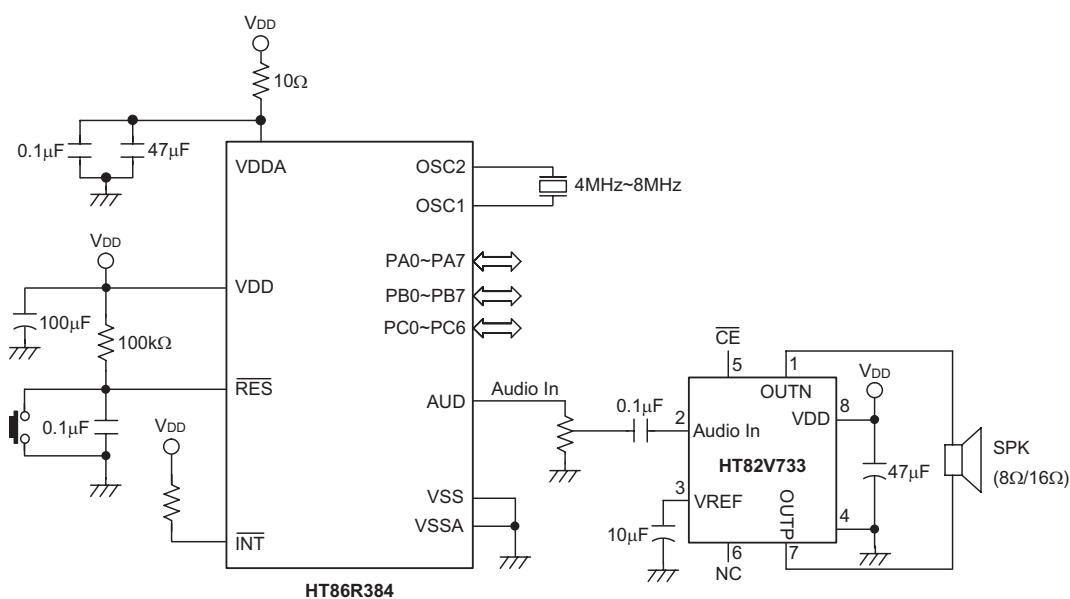 VDD
10Ω
0.1μF
47μF
VDDA
OSC2
OSC1
4MHz~8MHz
VDD
VDD
100μF
100kΩ
PA0~PA7
PB0~PB7
PC0~PC6
RES
0.1μF
VDD
INT
AUD
Audio In
VSS
VSSA
HT86R384
0.1μF
CE
5
1
OUTN
VDD
8
VDD
2
Audio In
HT82V733
3
VREF
10μF
OUTP
4
47μF
6
NC
7
SPK
(8Ω/16Ω)